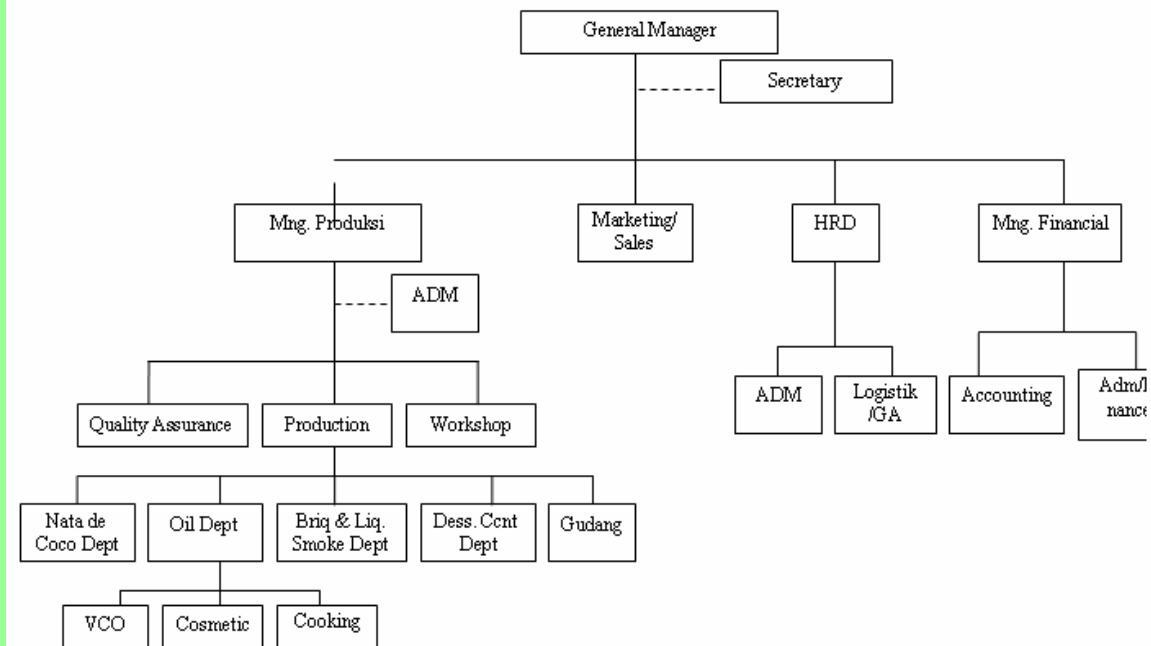 General Manager
Secretary
Mng. Produksi
Marketing/
Sales
HRD
Mng. Financial
ADM
ADM
Logistik
/GA
Accounting
nance
Quality Assurance
Production
Workshop
Nata de
Coco Dept
Oil Dept
Briq & Liq.
Smoke Dept
Dess. Ccnt
Dept
Gudang
VCO
Cosmetic
Cooking